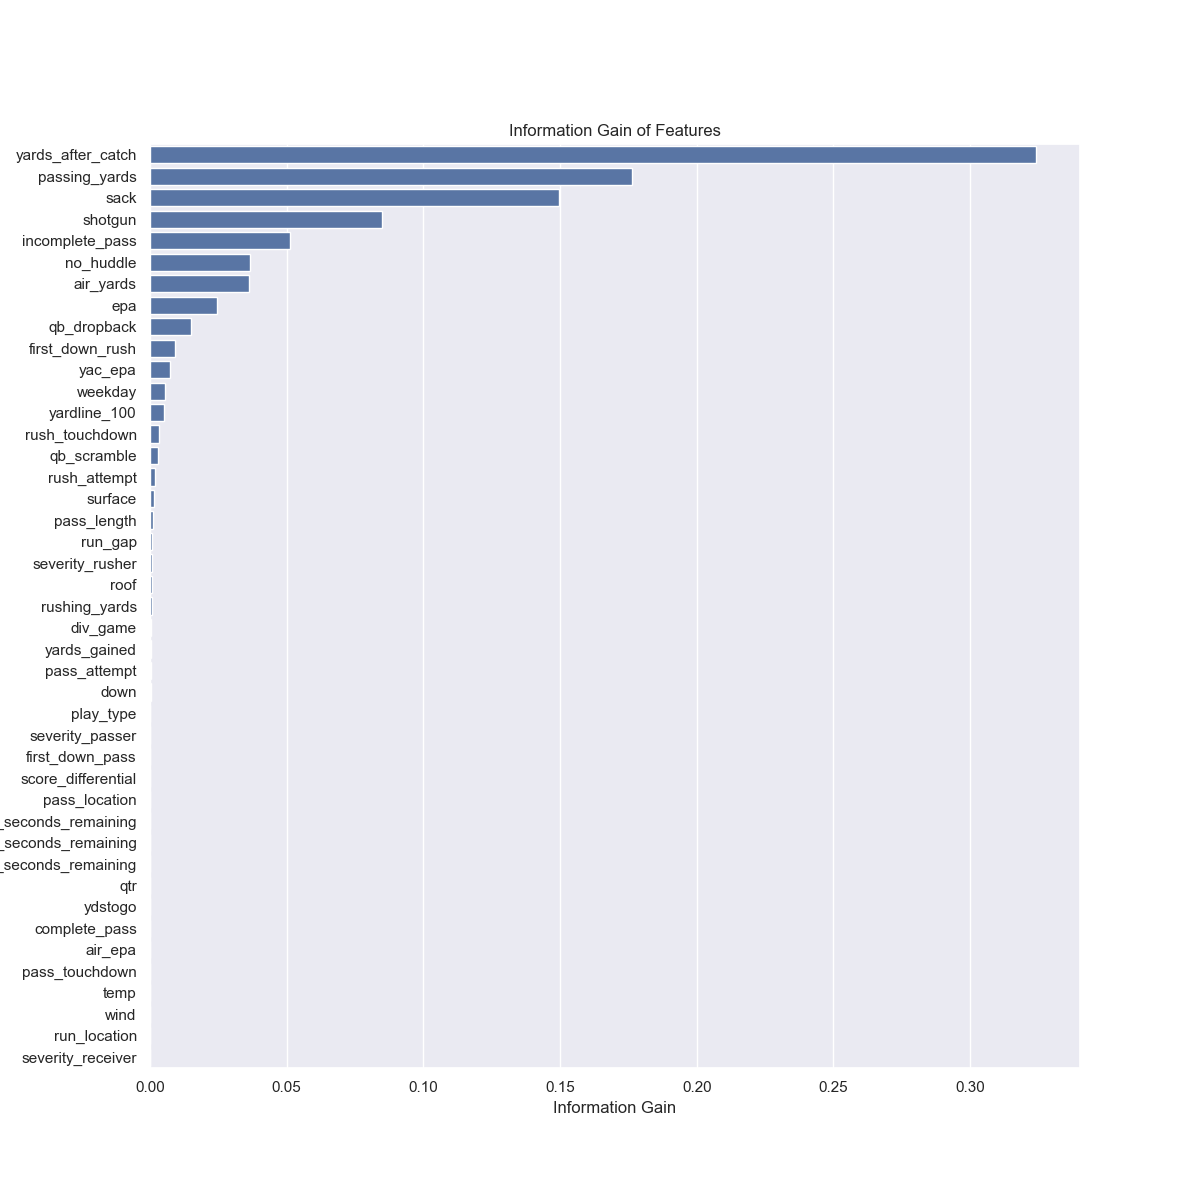 Information Gain of Features
yards_after_catch
passing_yards
sack
shotgun
incomplete_pass
no_huddle
air_yards
epa
qb_dropback
first_down_rush
yac_epa
weekday
yardline_100
rush_touchdown
qb_scramble
rush_attempt
surface
pass_length
run_gap
severity_rusher
roof
rushing_yards
div_game
yards_gained
pass_attempt
down
play_type
severity_passer
first_down_pass
score_differential
pass_location
_seconds_remaining
_seconds_remaining
_seconds_remaining
qtr
ydstogo
complete_pass
air_epa
pass_touchdown
temp
wind
run_location
severity_receiver
0.00 0.05 0.10 0.15 0.20 0.25 0.30
Information Gain